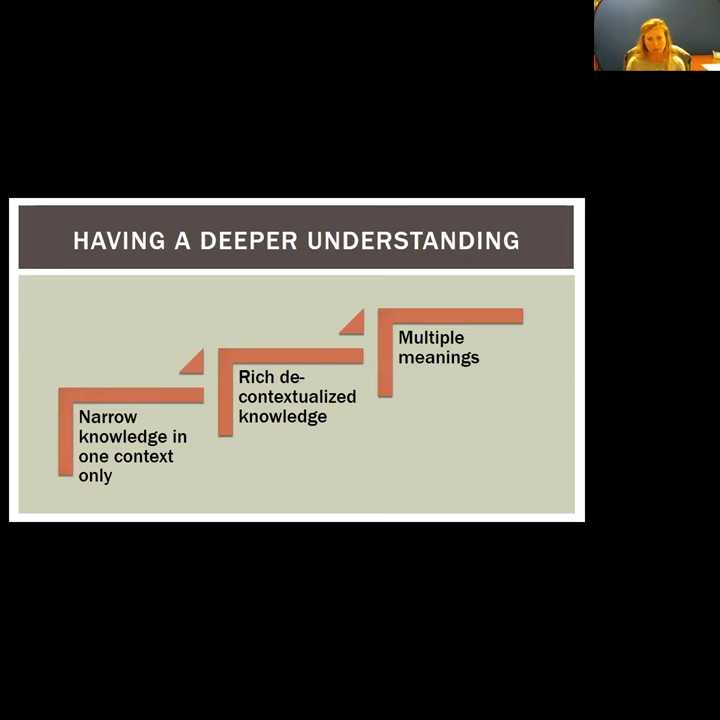 HAVING A DEEPER UNDERSTANDING
Narrow
knowledge in
one context
only
Rich de-
contextualized
knowledge
Multiple
meanings